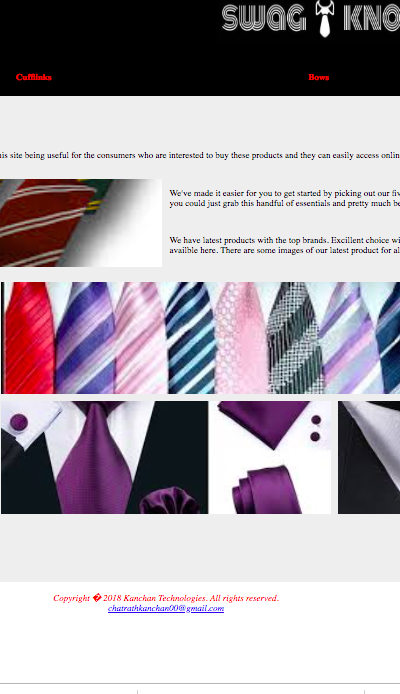 SWAG KNO
Cufflinks
Bows
is site being useful for the consumers who are interested to buy these products and they can easily access onlin
We've made it easier for you to get started by picking out our fiv
you could just grab this handful of essentials and pretty much be
We have latest products with the top brands. Excillent choice wi
availble here. There are some images of our latest product for al
Copyright � 2018 Kanchan Technologies. All rights reserved.
chatrathkanchan00@gmail.com